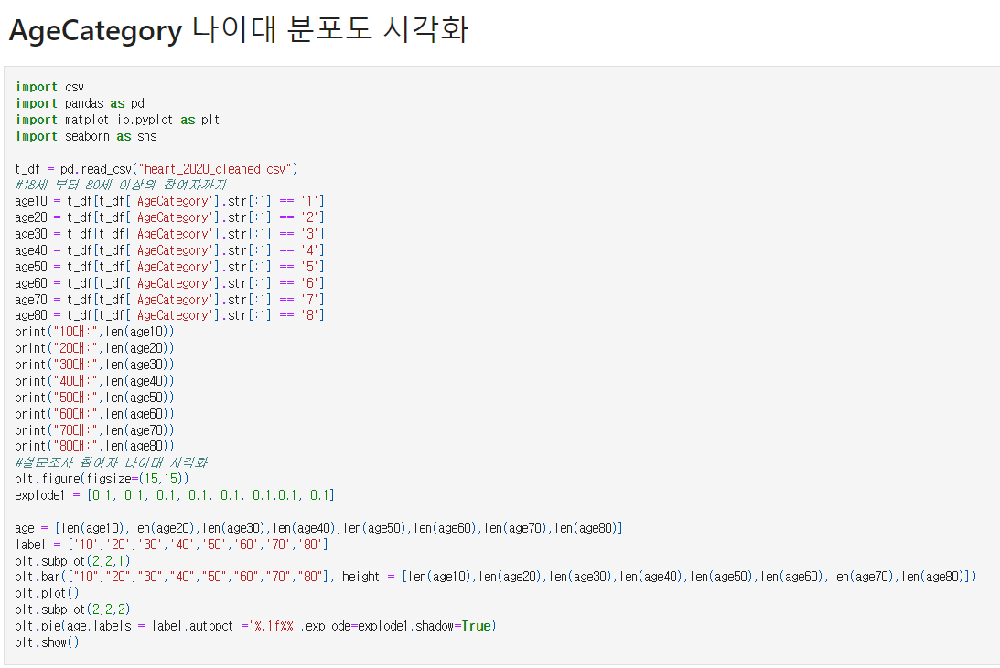 AgeCategory 나이대 분포도 시각화
import csv
import pandas as pd
import matplotlib.pyplot as plt
import seaborn as sns
t_df = pd.read_csv("heart_2020_cleaned.csv")
#18세 부터 80세 이상의 참여자까지
age10 = t_df[t_df['AgeCategory'].str[:1] == '1']
age20 = t_df[t_df['AgeCategory'].str[:1] == '2']
age30 = t_df[t_df['AgeCategory'].str[:1] == '3']
age40 = t_df[t_df['AgeCategory'].str[:1] == '4']
age50 = t_df[t_df['AgeCategory'].str[:1] == '5']
age60 = t_df[t_df['AgeCategory'].str[:1] == '6']
age70 = t_df[t_df['AgeCategory'].str[:1] == '7']
age80 = t_df[t_df['AgeCategory'].str[:1] == '8']
print("10대:",len(age10))
print("20대:",len(age20))
print("30대:",len(age30))
print("40대:",len(age40))
print("50대:",len(age50))
print("60대:",len(age60))
print("70대:",len(age70))
print("80대:",len(age80))
#설문조사 참여자 나이대 시각화
plt.figure(figsize=(15,15))
explode1 = [0.1, 0.1, 0.1, 0.1, 0.1, 0.1,0.1, 0.1]
age = [len(age10),len(age20),len(age30),len(age40),len(age50),len(age60),len(age70),len(age80)]
label = ['10','20','30','40','50','60','70','80']
plt.subplot(2,2,1)
plt.bar(["10","20","30","40","50","60","70","80"], height = [len(age10),len(age20),len(age30),len(age40),len(age50),len(age60),len(age70),len(age80)])
plt.plot()
plt.subplot(2,2,2)
plt.pie(age,labels = label,autopct ='%.1f%%',explode=explode1,shadow=True)
plt.show()